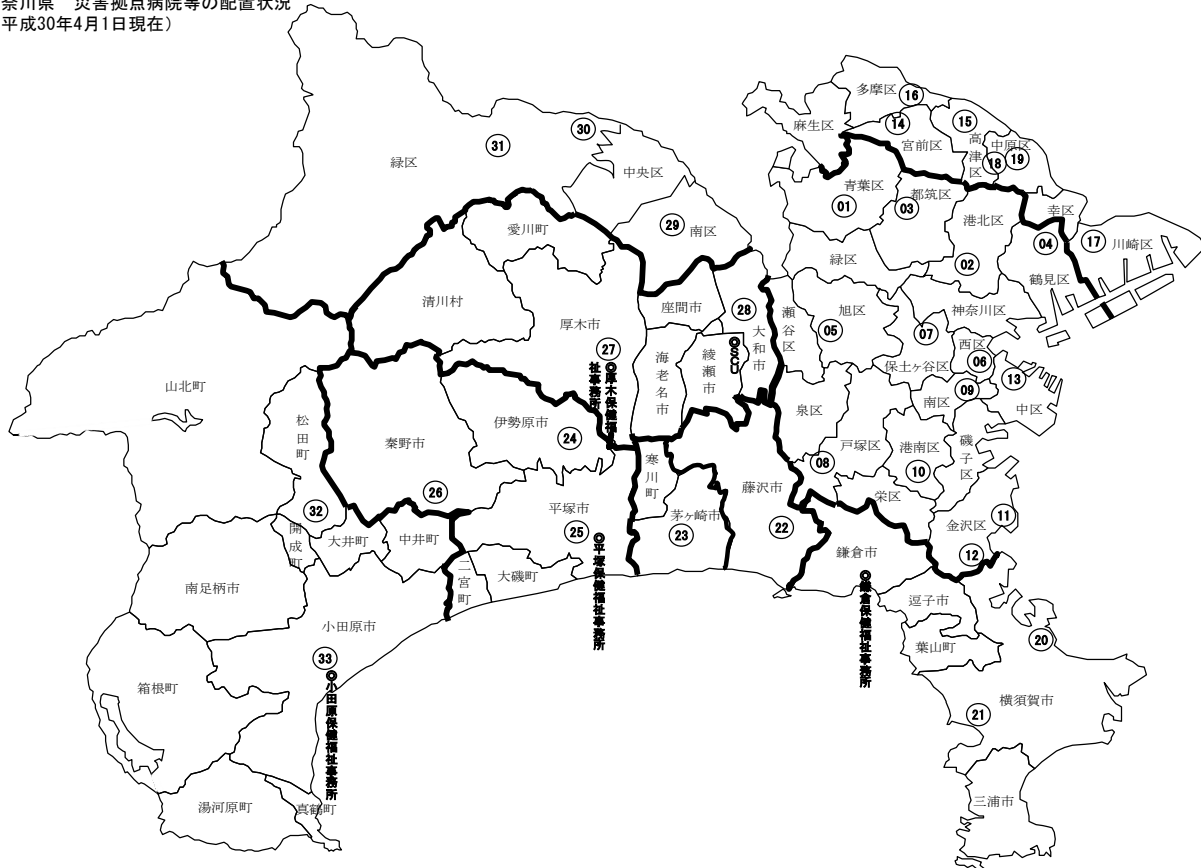 奈川県 災害拠点病院等の配置状況
平成30年4月1日現在）
多摩区
16
麻生区
14
宮前区
15
高津区
中原区
18
19
30
31
緑区
中央区
青葉区
01
都筑区
03
港北区
幸区
04
17
川崎区
29
南区
愛川町
緑区
02
鶴見区
清川村
厚木市
座間市
28
大和市
瀬谷区
旭区
05
神奈川区
07
西区
06
保土ヶ谷区
27
◎厚木保健福祉事務所
海老名市
綾瀬市
◎SCU
13
中区
09
南区
山北町
松田町
秦野市
伊勢原市
24
泉区
戸塚区
港南区
10
磯子区
08
寒川町
藤沢市
栄区
26
32
開成町
大井町
中井町
平塚市
25
◎平塚保健福祉事務所
茅ヶ崎市
23
22
金沢区
11
12
鎌倉市
◎鎌倉保健福祉事務所
南足柄市
二宮町
大磯町
逗子市
小田原市
葉山町
20
33
◎小田原保健福祉事務所
箱根町
横須賀市
21
湯河原町
真鶴町
三浦市